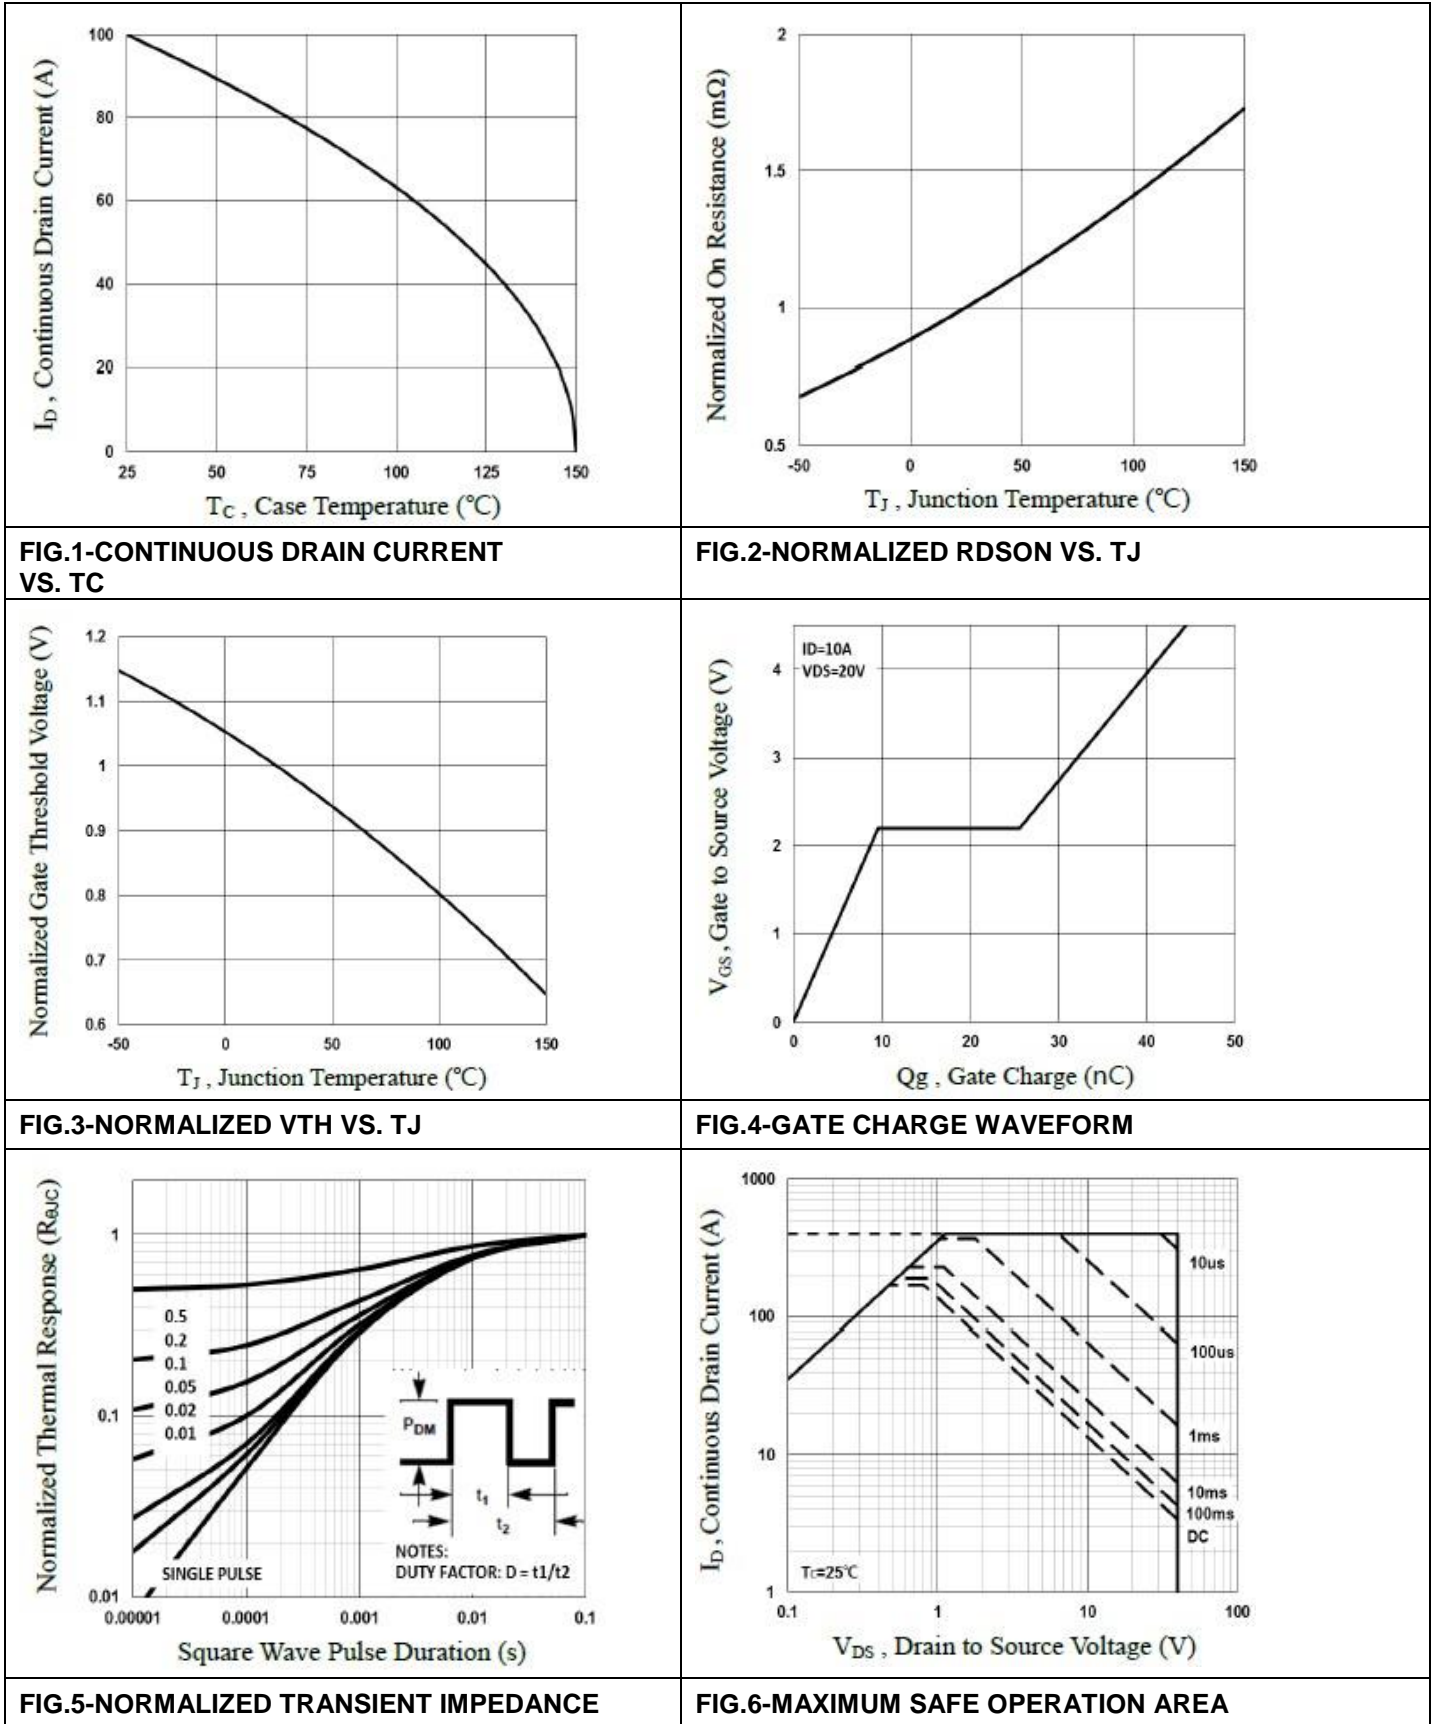 100
80
60
40
20
0
25 50 75 100 125 150
I_D , Continuous Drain Current (A)
T_C , Case Temperature (℃)
FIG.1-CONTINUOUS DRAIN CURRENT
VS. TC
2
1.5
1
0.5
-50 0 50 100 150
Normalized On Resistance (mΩ)
T_J , Junction Temperature (℃)
FIG.2-NORMALIZED RDSON VS. TJ
1.2
1.1
1
0.9
0.8
0.7
0.6
-50 0 50 100 150
Normalized Gate Threshold Voltage (V)
T_J , Junction Temperature (℃)
FIG.3-NORMALIZED VTH VS. TJ
ID=10A
VDS=20V
4
3
2
1
0
0 10 20 30 40 50
V_GS , Gate to Source Voltage (V)
Qg , Gate Charge (nC)
FIG.4-GATE CHARGE WAVEFORM
1
0.1
0.01
0.5
0.2
0.1
0.05
0.02
0.01
SINGLE PULSE
P_DM
t_1
t_2
NOTES:
DUTY FACTOR: D = t1/t2
0.00001 0.0001 0.001 0.01 0.1
Normalized Thermal Response (R_θJC)
Square Wave Pulse Duration (s)
FIG.5-NORMALIZED TRANSIENT IMPEDANCE
1000
100
10
1
10us
100us
1ms
10ms
100ms
DC
T_C=25℃
0.1 1 10 100
I_D , Continuous Drain Current (A)
V_DS , Drain to Source Voltage (V)
FIG.6-MAXIMUM SAFE OPERATION AREA